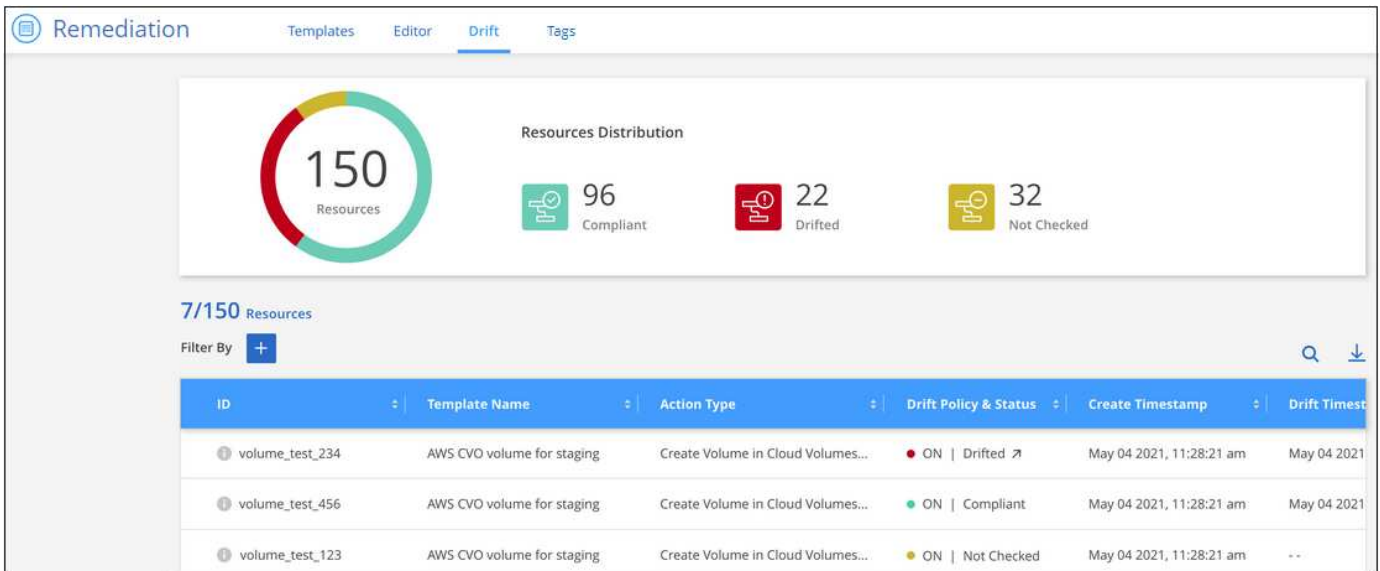 Remediation Templates Editor Drift Tags
150
Resources
Resources Distribution
96
Compliant
22
Drifted
32
Not Checked
7/150 Resources
Filter By +
ID Template Name Action Type Drift Policy & Status Create Timestamp Drift Timest
volume_test_234 AWS CVO volume for staging Create Volume in Cloud Volumes... ON | Drifted May 04 2021, 11:28:21 am May 04 2021
volume_test_456 AWS CVO volume for staging Create Volume in Cloud Volumes... ON | Compliant May 04 2021, 11:28:21 am May 04 2021
volume_test_123 AWS CVO volume for staging Create Volume in Cloud Volumes... ON | Not Checked May 04 2021, 11:28:21 am - -